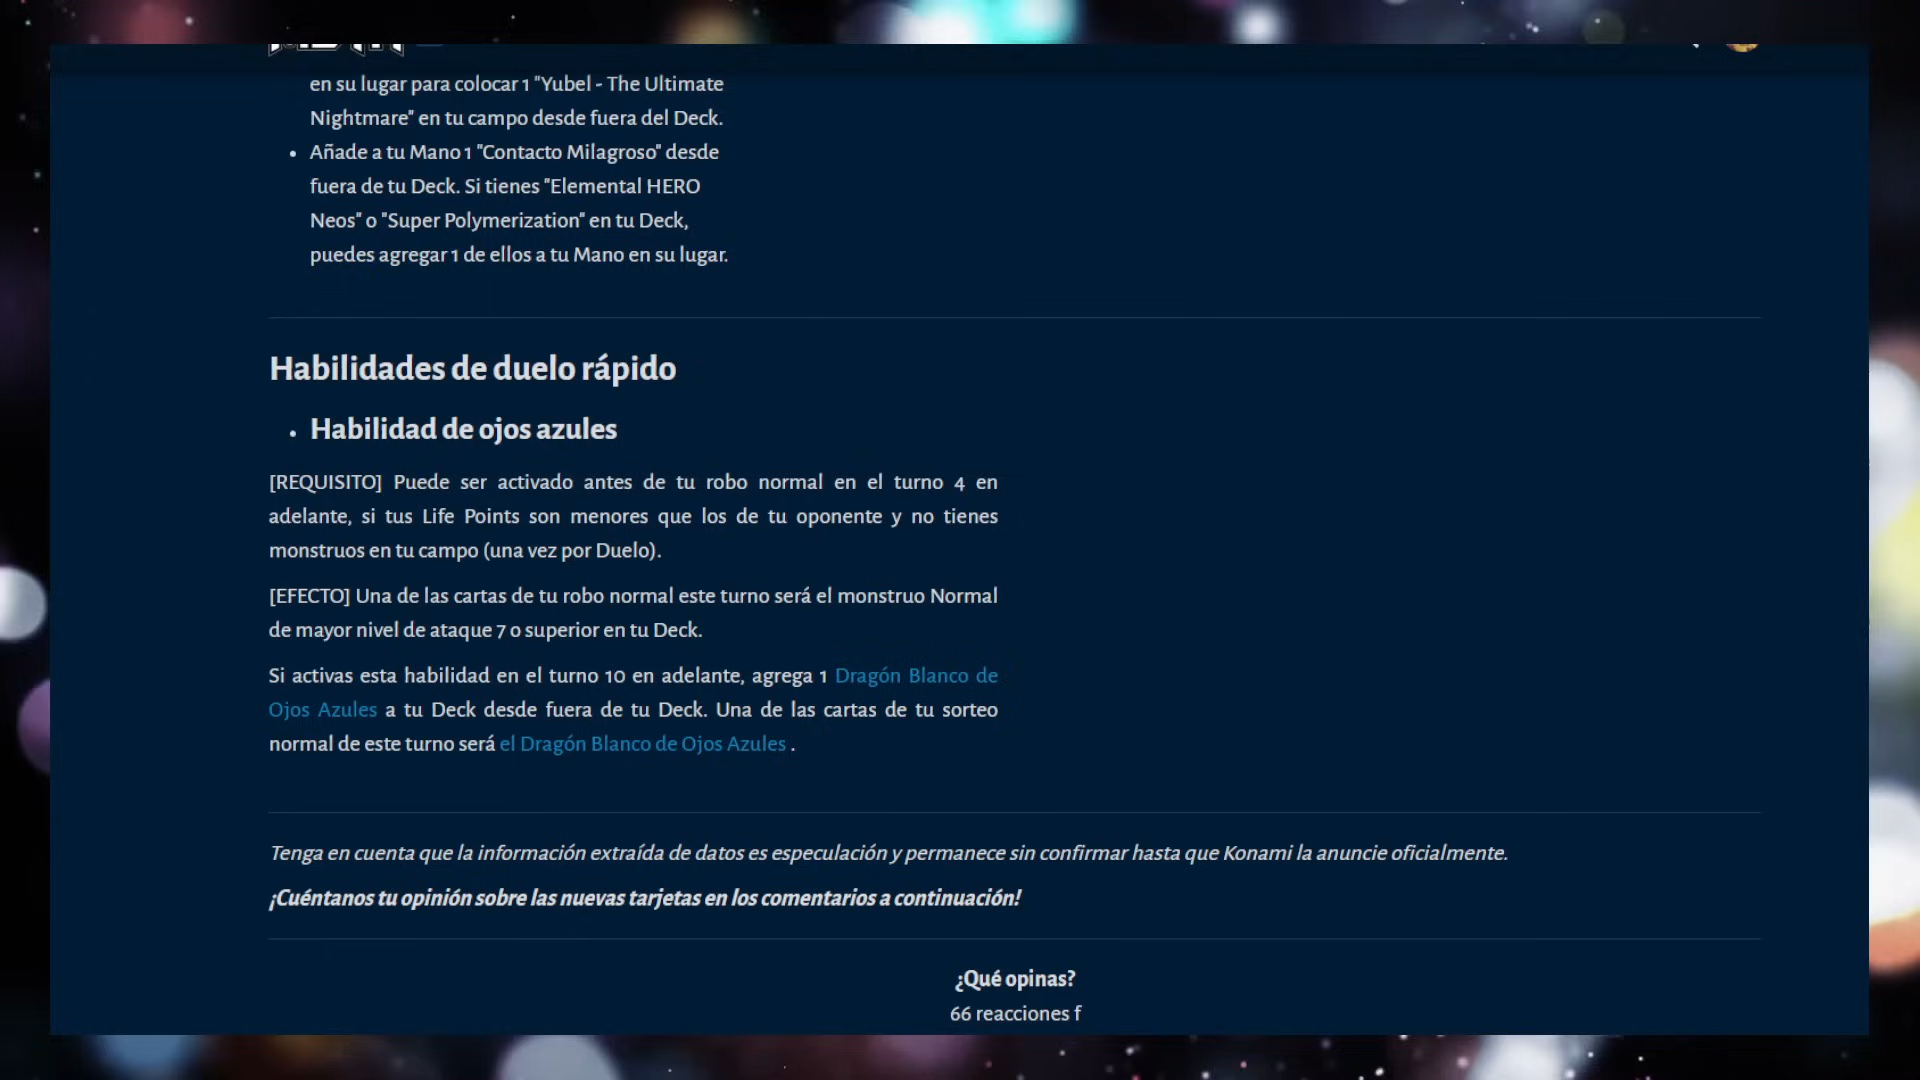 en su lugar para colocar 1 "Yubel - The Ultimate
Nightmare" en tu campo desde fuera del Deck.
• Añade a tu Mano 1 "Contacto Milagroso" desde
fuera de tu Deck. Si tienes "Elemental HERO
Neos" o "Super Polymerization" en tu Deck,
puedes agregar 1 de ellos a tu Mano en su lugar.
Habilidades de duelo rápido
• Habilidad de ojos azules
[REQUISITO] Puede ser activado antes de tu robo normal en el turno 4 en
adelante, si tus Life Points son menores que los de tu oponente y no tienes
monstruos en tu campo (una vez por Duelo).
[EFECTO] Una de las cartas de tu robo normal este turno será el monstruo Normal
de mayor nivel de ataque 7 o superior en tu Deck.
Si activas esta habilidad en el turno 10 en adelante, agrega 1 Dragón Blanco de
Ojos Azules a tu Deck desde fuera de tu Deck. Una de las cartas de tu sorteo
normal de este turno será el Dragón Blanco de Ojos Azules .
Tenga en cuenta que la información extraída de datos es especulación y permanece sin confirmar hasta que Konami la anuncie oficialmente.
¡Cuéntanos tu opinión sobre las nuevas tarjetas en los comentarios a continuación!
¿Qué opinas?
66 reacciones f